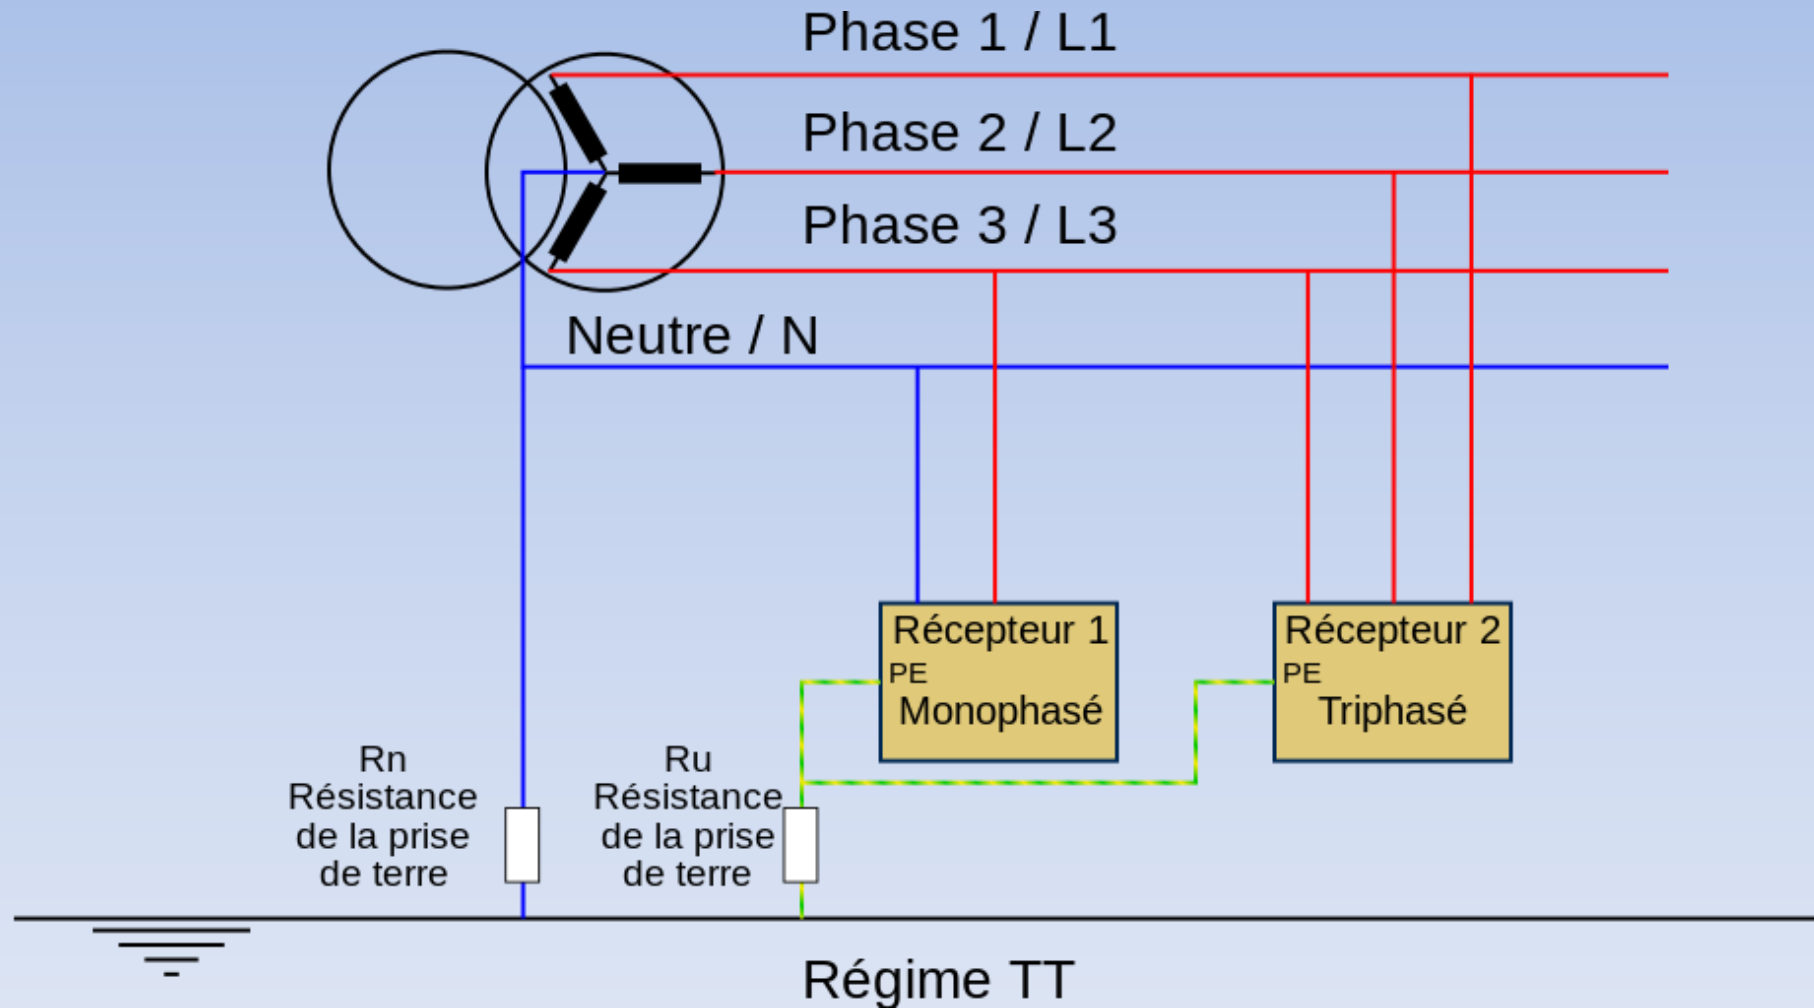 Phase 1 / L1
Phase 2 / L2
Phase 3 / L3
Neutre / N
Récepteur 1
PE
Monophasé
Récepteur 2
PE
Triphasé
Rn
Résistance
de la prise
de terre
Ru
Résistance
de la prise
de terre
Régime TT